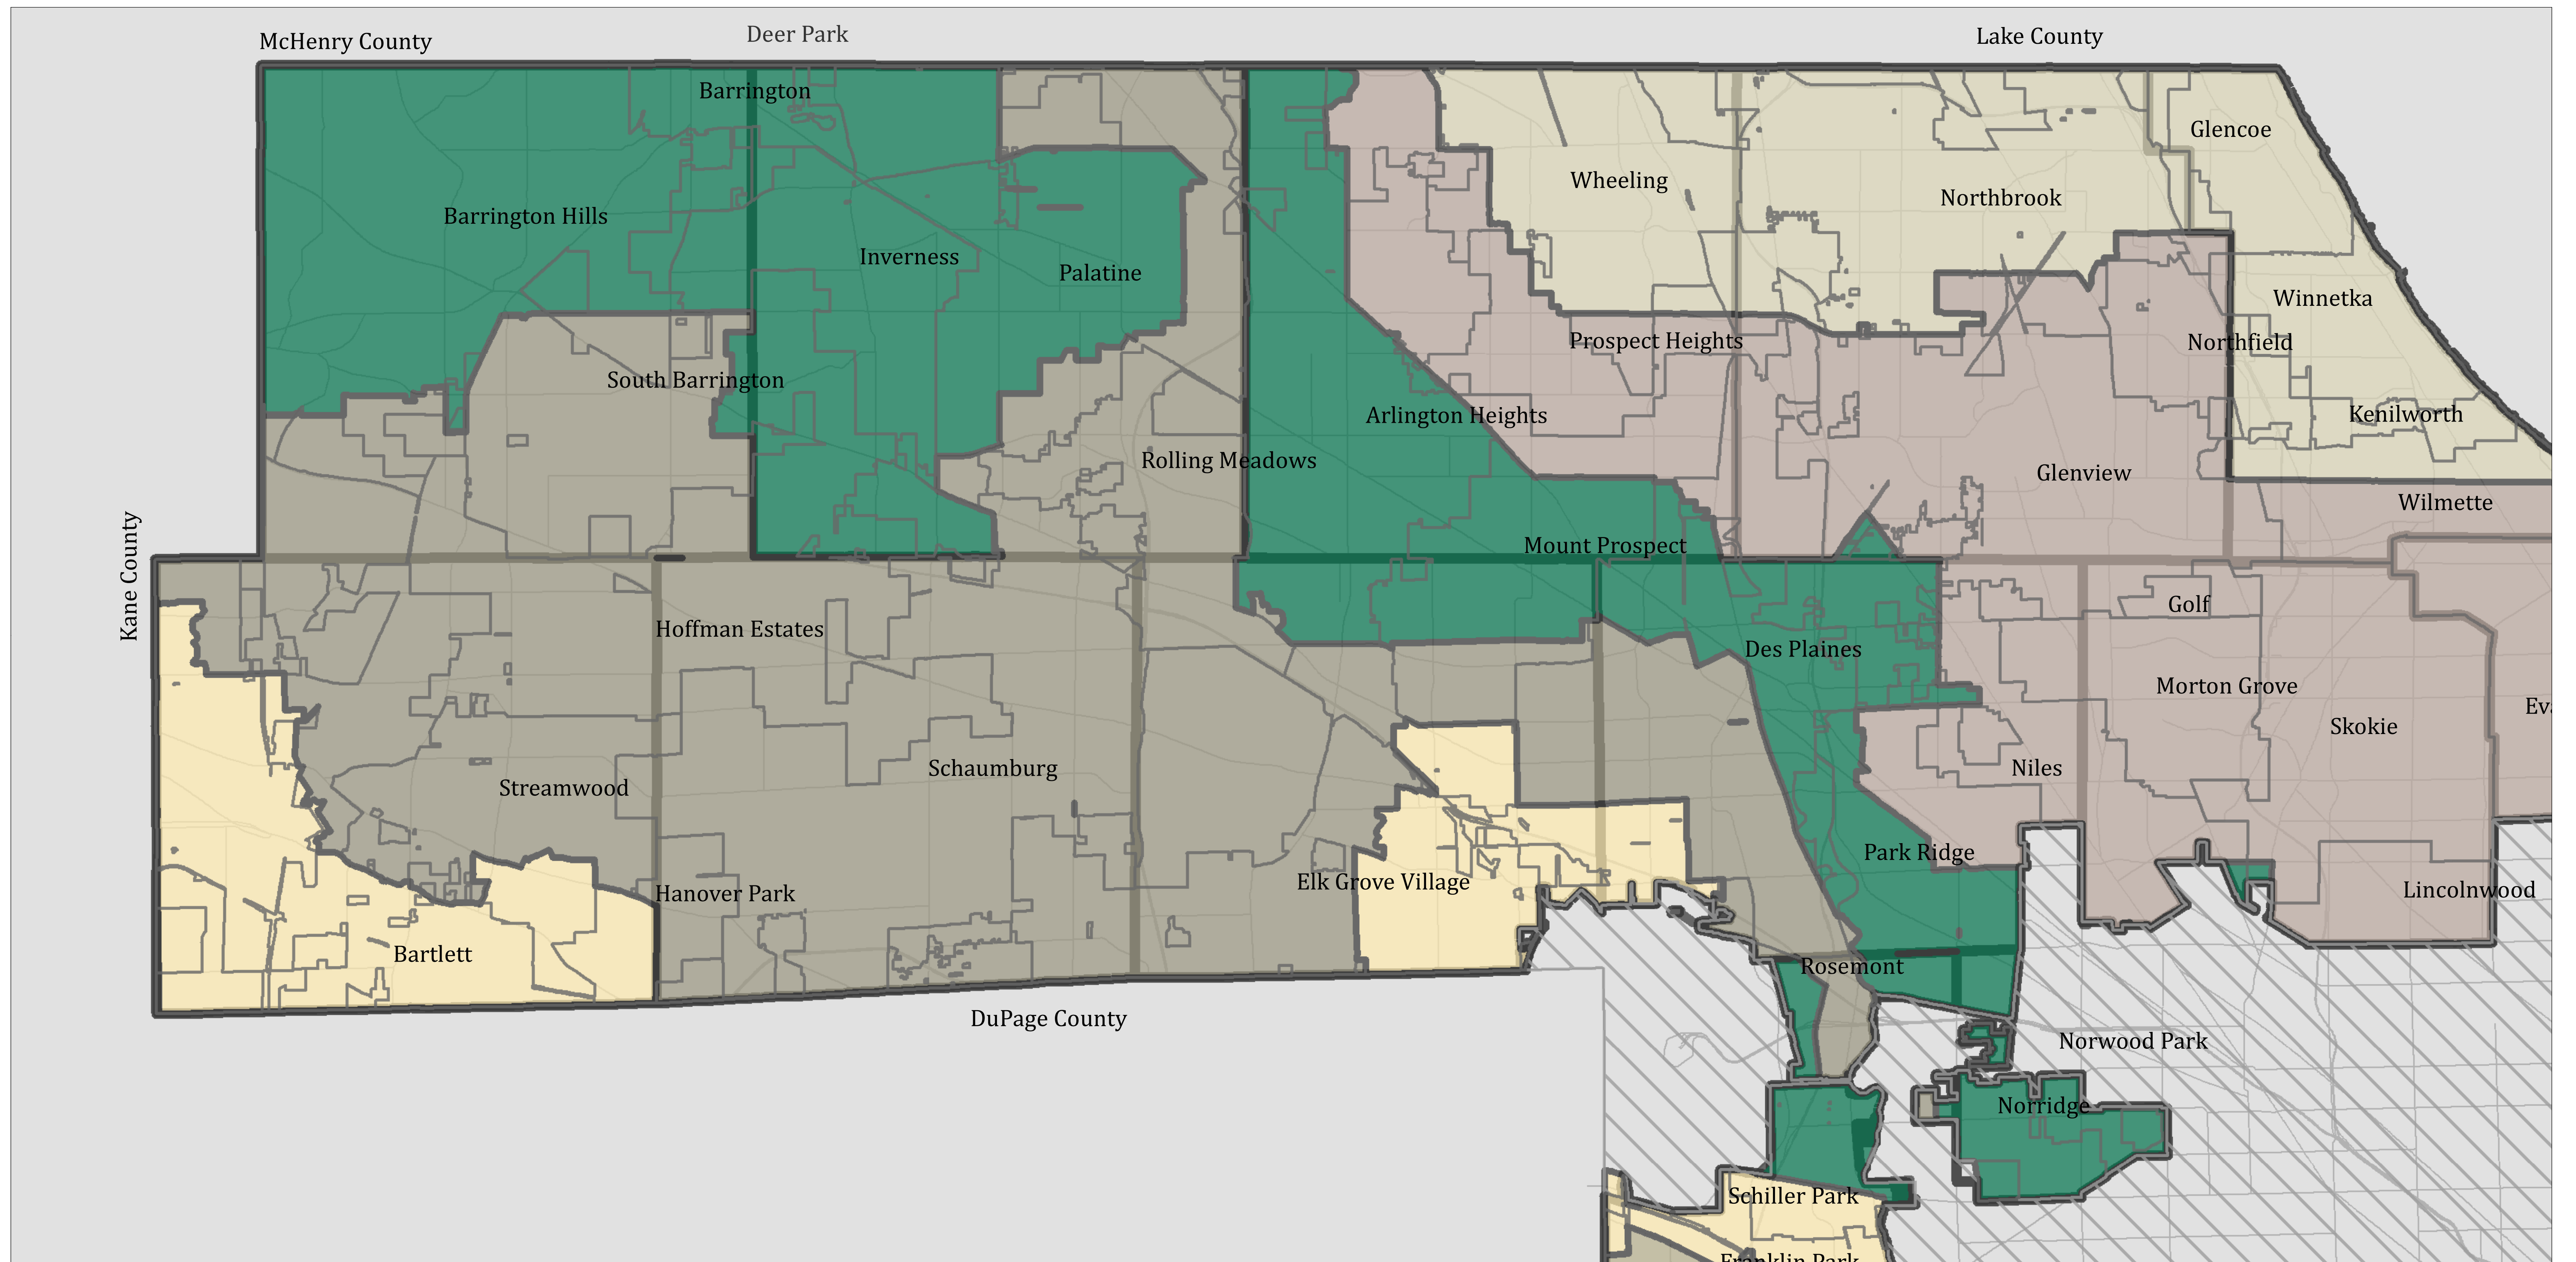 Deer Park
McHenry County
Lake County
Barrington
Glencoe
Wheeling
Northbrook
Barrington Hills
Inverness
Palatine
Winnetka
Prospect Heights
Northfield
South Barrington
Arlington Heights
Kenilworth
Rolling Meadows
Glenview
Wilmette
Kane County
Mount Prospect
Golf
Hoffman Estates
Des Plaines
Morton Grove
Skokie
Schaumburg
Niles
Streamwood
Park Ridge
Elk Grove Village
Hanover Park
Lincolnwood
Bartlett
Rosemont
DuPage County
Norwood Park
Norridge
Schiller Park
Franklin Park